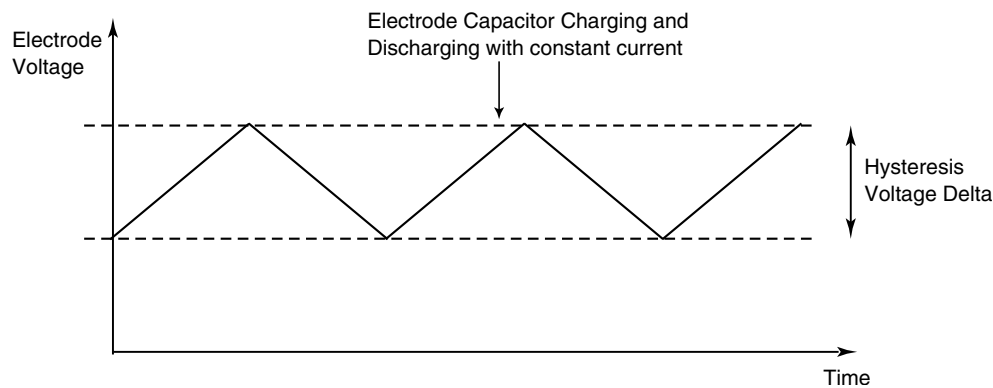 Electrode Capacitor Charging and
Discharging with constant current
Electrode
Voltage
Hysteresis
Voltage Delta
Time